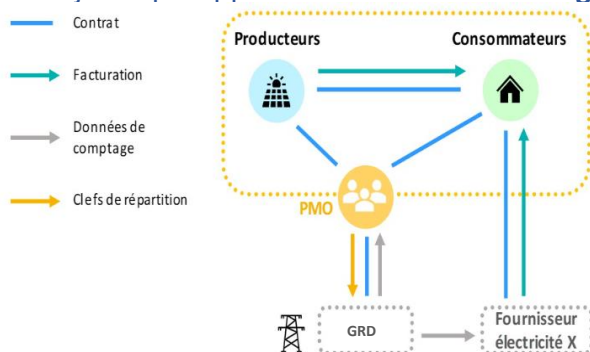 Contrat
Facturation
Données de
comptage
Clefs de répartition
Producteurs
Consommateurs
PMO
GRD
Fournisseur
électricité X